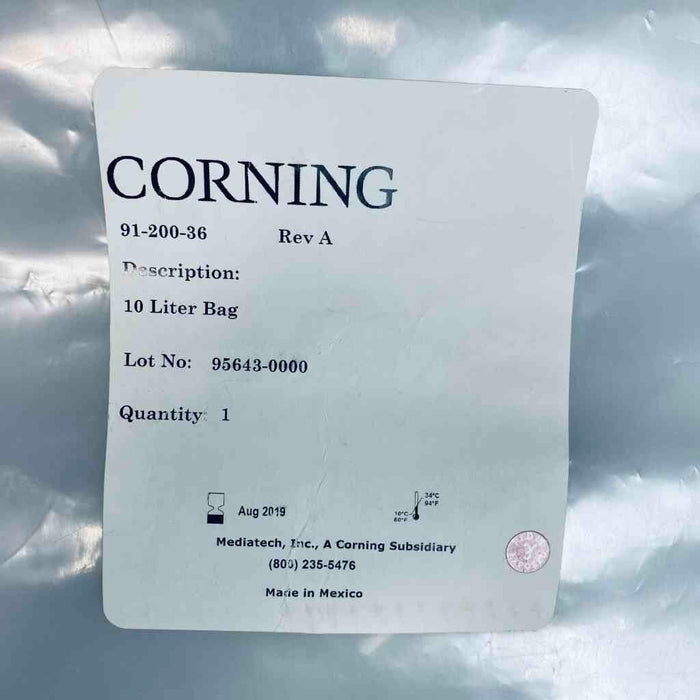 CORNING
91-200-36 Rev A
Description:
10 Liter Bag
Lot No: 95643-0000
Quantity: 1
Aug 2019
34°C
94°F
Mediatech, Inc., A Corning Subsidiary
(800) 235-5476
Made in Mexico